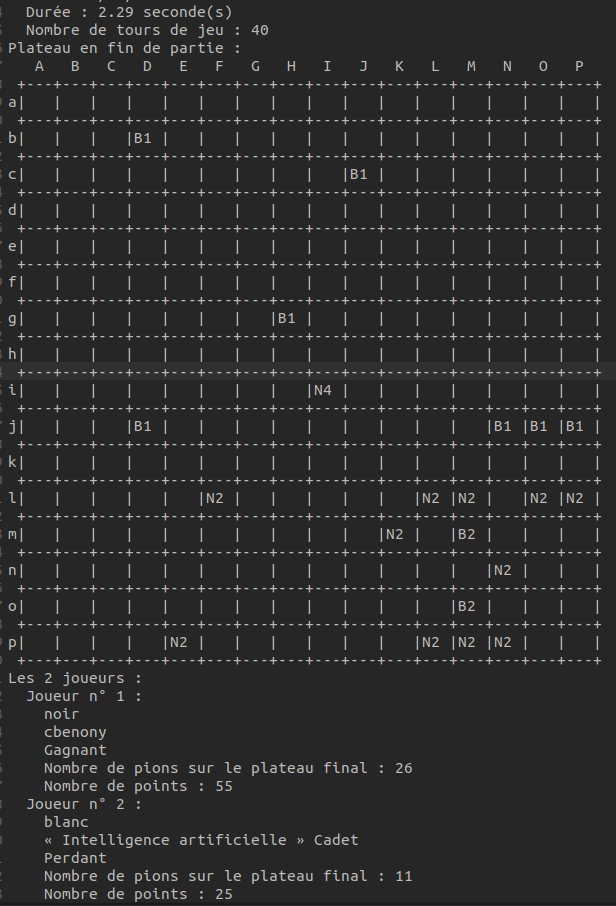 Durée : 2.29 seconde(s)
Nombre de tours de jeu : 40
Plateau en fin de partie :
    A   B   C   D   E   F   G   H   I   J   K   L   M   N   O   P
 +---+---+---+---+---+---+---+---+---+---+---+---+---+---+---+---+
a|   |   |   |   |   |   |   |   |   |   |   |   |   |   |   |   |
 +---+---+---+---+---+---+---+---+---+---+---+---+---+---+---+---+
b|   |   |   |B1 |   |   |   |   |   |   |   |   |   |   |   |   |
 +---+---+---+---+---+---+---+---+---+---+---+---+---+---+---+---+
c|   |   |   |   |   |   |   |   |   |B1 |   |   |   |   |   |   |
 +---+---+---+---+---+---+---+---+---+---+---+---+---+---+---+---+
d|   |   |   |   |   |   |   |   |   |   |   |   |   |   |   |   |
 +---+---+---+---+---+---+---+---+---+---+---+---+---+---+---+---+
e|   |   |   |   |   |   |   |   |   |   |   |   |   |   |   |   |
 +---+---+---+---+---+---+---+---+---+---+---+---+---+---+---+---+
f|   |   |   |   |   |   |   |   |   |   |   |   |   |   |   |   |
 +---+---+---+---+---+---+---+---+---+---+---+---+---+---+---+---+
g|   |   |   |   |   |   |   |B1 |   |   |   |   |   |   |   |   |
 +---+---+---+---+---+---+---+---+---+---+---+---+---+---+---+---+
h|   |   |   |   |   |   |   |   |   |   |   |   |   |   |   |   |
 +---+---+---+---+---+---+---+---+---+---+---+---+---+---+---+---+
i|   |   |   |   |   |   |   |   |N4 |   |   |   |   |   |   |   |
 +---+---+---+---+---+---+---+---+---+---+---+---+---+---+---+---+
j|   |   |   |B1 |   |   |   |   |   |   |   |   |   |B1 |B1 |B1 |
 +---+---+---+---+---+---+---+---+---+---+---+---+---+---+---+---+
k|   |   |   |   |   |   |   |   |   |   |   |   |   |   |   |   |
 +---+---+---+---+---+---+---+---+---+---+---+---+---+---+---+---+
l|   |   |   |   |   |N2 |   |   |   |   |   |N2 |N2 |   |N2 |N2 |
 +---+---+---+---+---+---+---+---+---+---+---+---+---+---+---+---+
m|   |   |   |   |   |   |   |   |   |   |N2 |   |B2 |   |   |   |
 +---+---+---+---+---+---+---+---+---+---+---+---+---+---+---+---+
n|   |   |   |   |   |   |   |   |   |   |   |   |   |N2 |   |   |
 +---+---+---+---+---+---+---+---+---+---+---+---+---+---+---+---+
o|   |   |   |   |   |   |   |   |   |   |   |   |B2 |   |   |   |
 +---+---+---+---+---+---+---+---+---+---+---+---+---+---+---+---+
p|   |   |   |   |N2 |   |   |   |   |   |   |N2 |N2 |N2 |   |   |
 +---+---+---+---+---+---+---+---+---+---+---+---+---+---+---+---+
Les 2 joueurs :
Joueur n° 1 :
noir
cbenony
Gagnant
Nombre de pions sur le plateau final : 26
Nombre de points : 55
Joueur n° 2 :
blanc
« Intelligence artificielle » Cadet
Perdant
Nombre de pions sur le plateau final : 11
Nombre de points : 25